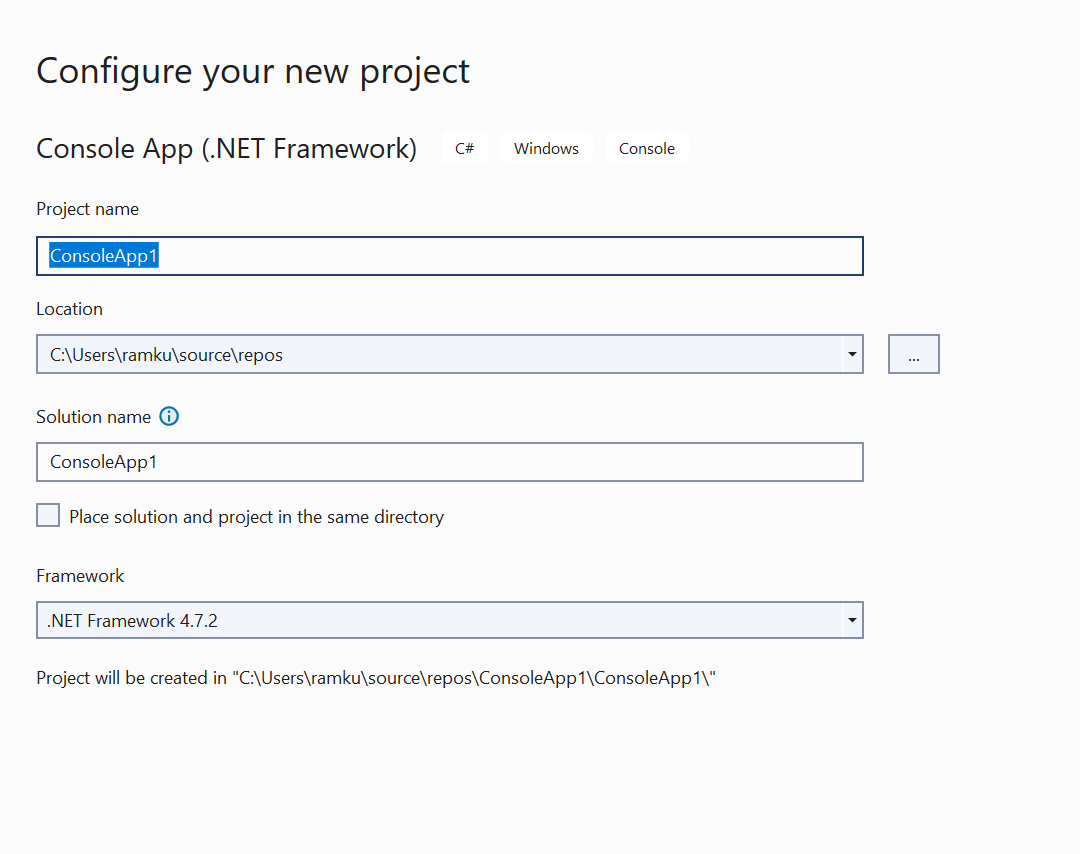 Configure your new project
Console App (.NET Framework) C# Windows Console
Project name
ConsoleApp1
Location
C:\Users\ramku\source\repos ...
Solution name
ConsoleApp1
Place solution and project in the same directory
Framework
.NET Framework 4.7.2
Project will be created in "C:\Users\ramku\source\repos\ConsoleApp1\ConsoleApp1\"